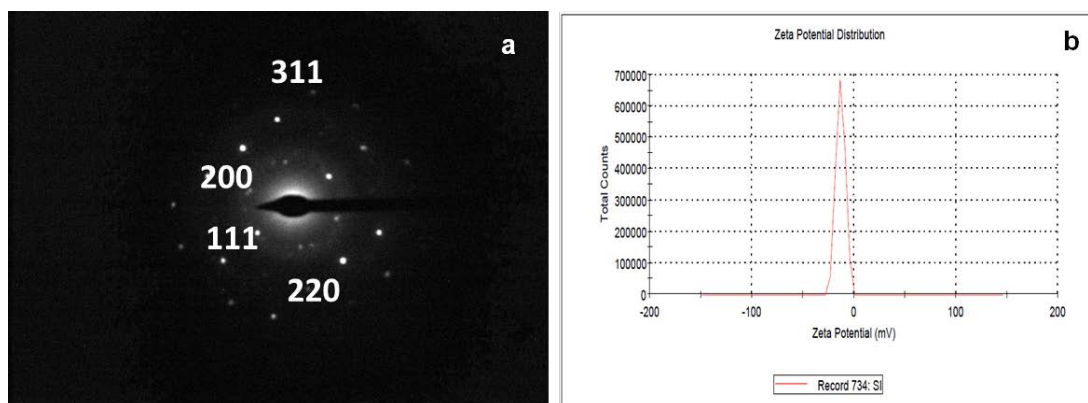 a
311
200
111
220
b
Zeta Potential Distribution
700000
600000
500000
400000
300000
200000
100000
0
Total Counts
-200
-100
0
100
200
Zeta Potential (mV)
Record 734: SI